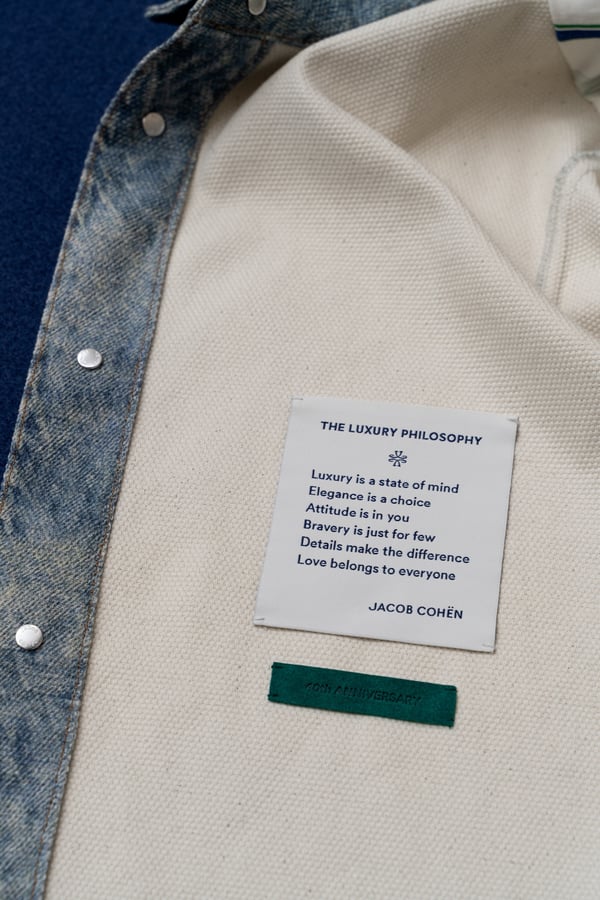 THE LUXURY PHILOSOPHY
Luxury is a state of mind
Elegance is a choice
Attitude is in you
Bravery is just for few
Details make the difference
Love belongs to everyone
JACOB COHËN
40th ANNIVERSARY